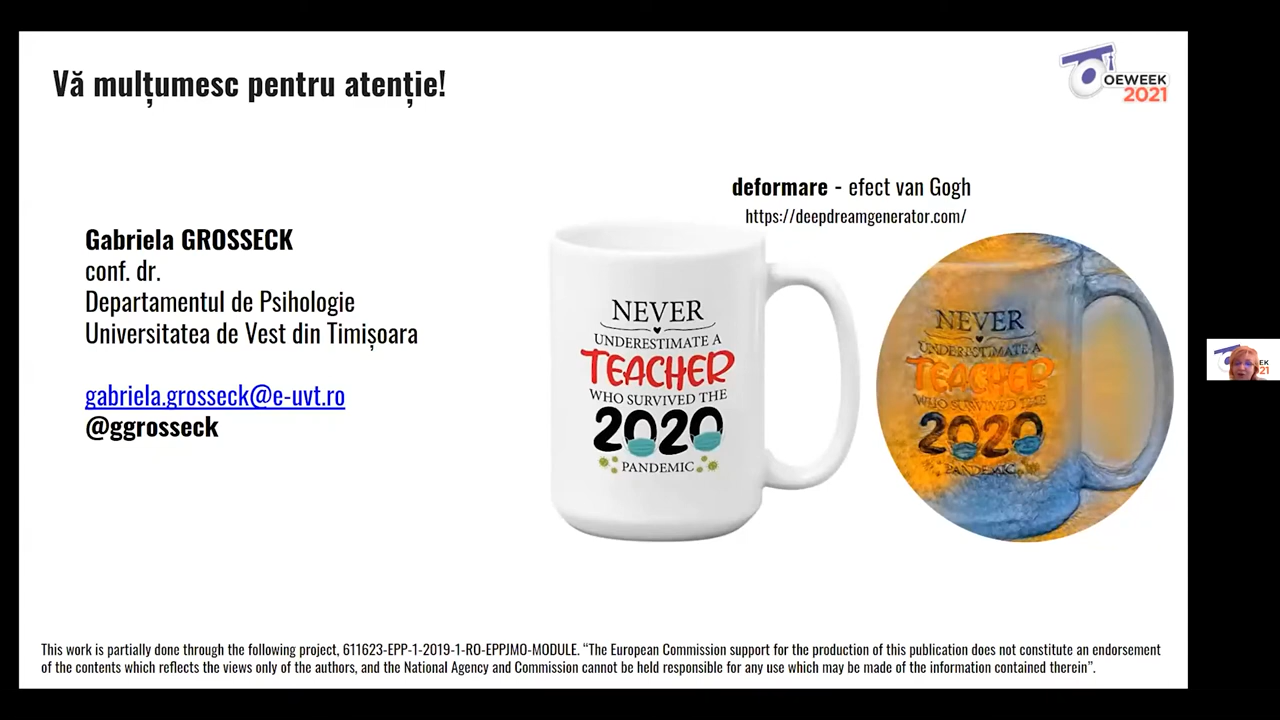 Vă mulțumesc pentru atenție!
OEWEEK
2021
deformare - efect van Gogh
https://deepdreamgenerator.com/
Gabriela GROSSECK
conf. dr.
Departamentul de Psihologie
Universitatea de Vest din Timișoara
gabriela.grosseck@e-uvt.ro
@ggrosseck
NEVER
UNDERESTIMATE A
TEACHER
WHO SURVIVED THE
2020
PANDEMIC
NEVER
UNDERESTIMATE A
TEACHER
WHO SURVIVED THE
2020
PANDEMIC
This work is partially done through the following project, 611623-EPP-1-2019-1-RO-EPPJMO-MODULE. “The European Commission support for the production of this publication does not constitute an endorsement
of the contents which reflects the views only of the authors, and the National Agency and Commission cannot be held responsible for any use which may be made of the information contained therein”.